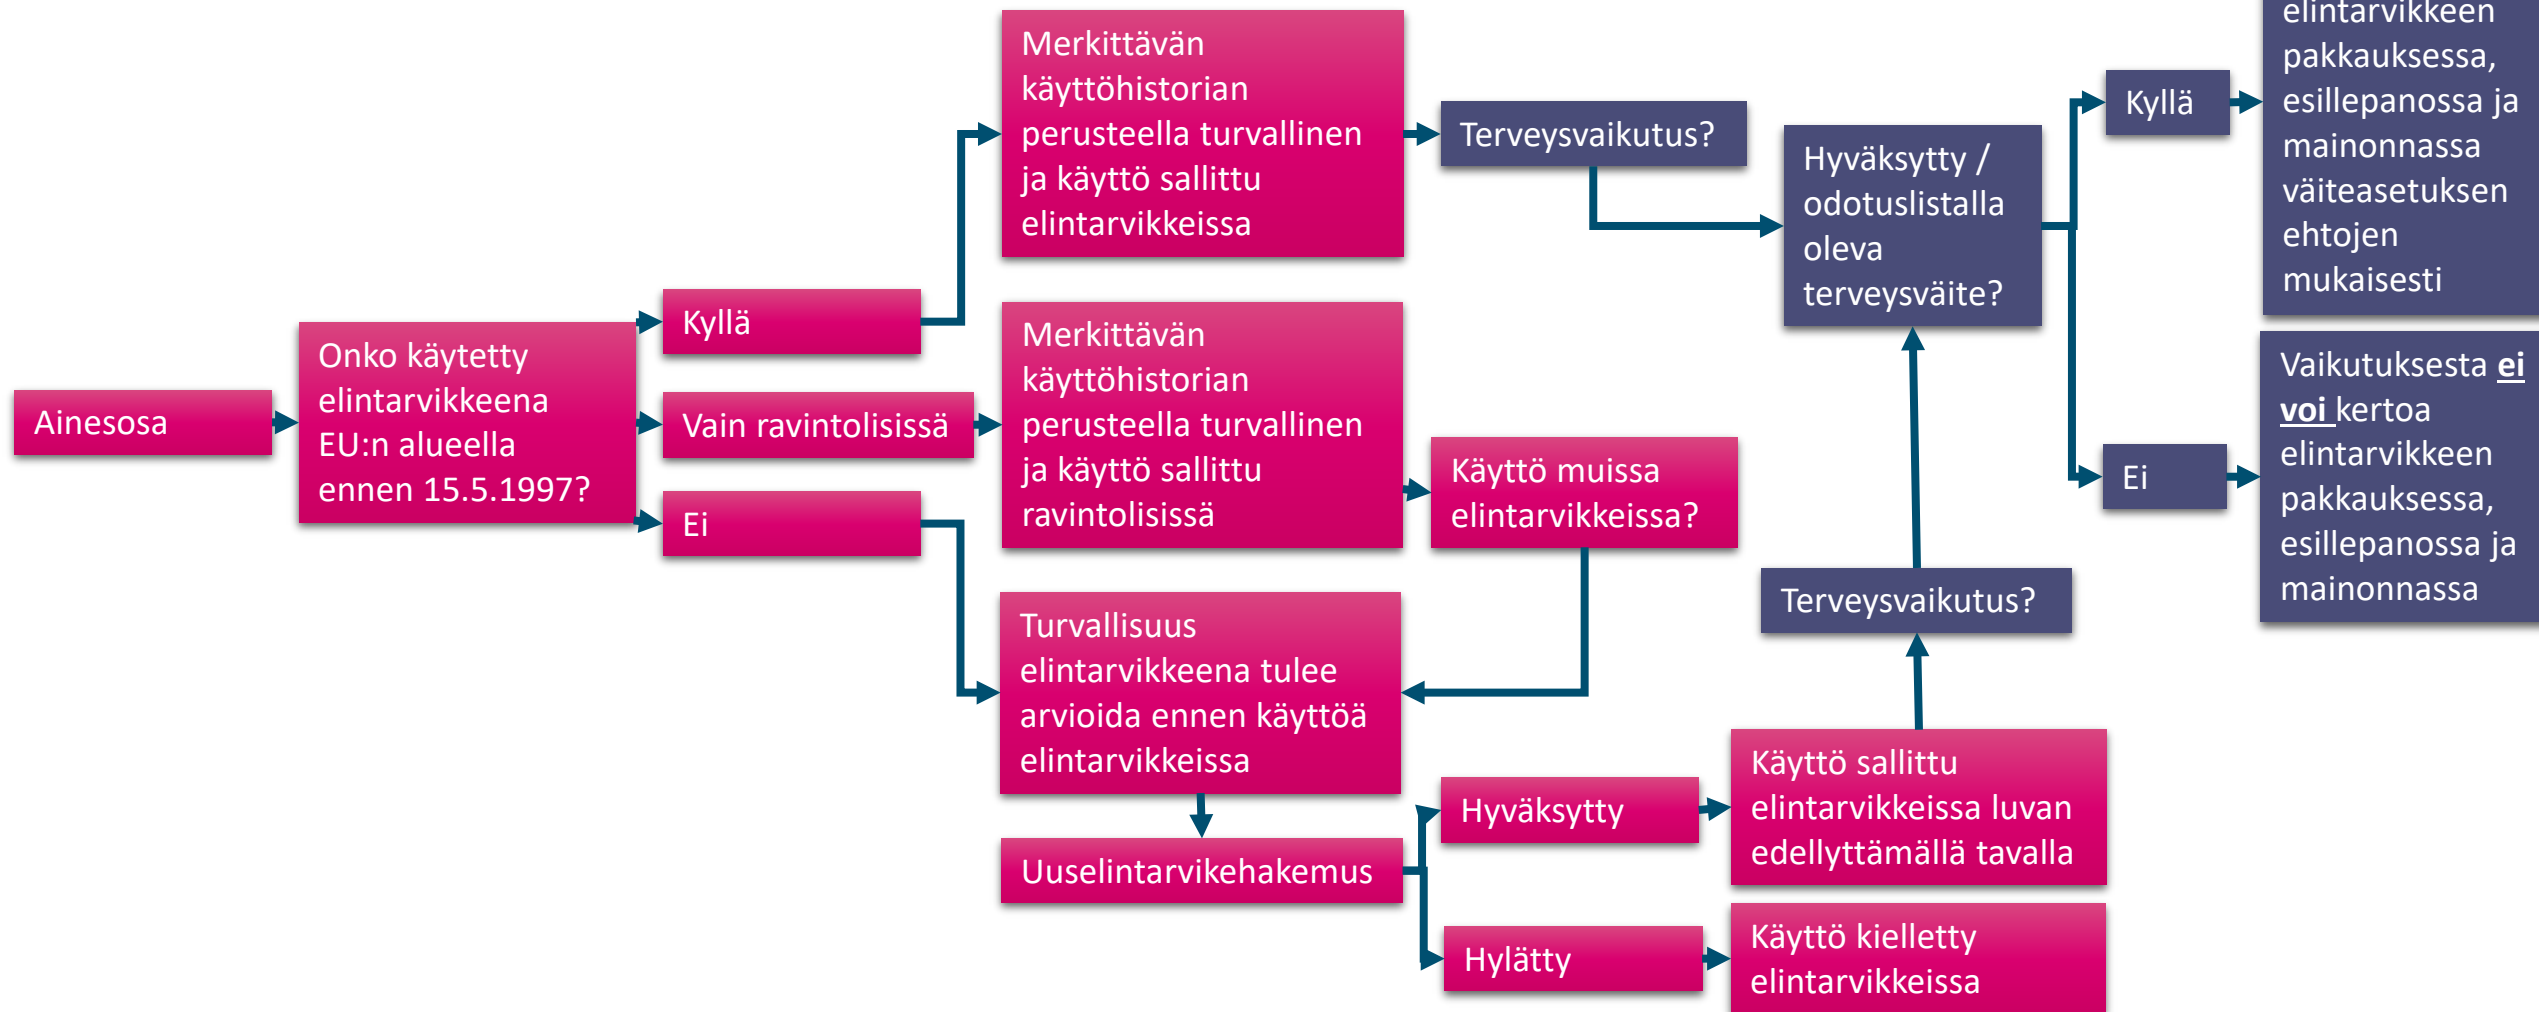 Ainesosa
Onko käytetty
elintarvikkeena
EU:n alueella
ennen 15.5.1997?
Kyllä
Vain ravintolisissä
Ei
Merkittävän
käyttöhistorian
perusteella turvallinen
ja käyttö sallittu
elintarvikkeissa
Merkittävän
käyttöhistorian
perusteella turvallinen
ja käyttö sallittu
ravintolisissä
Turvallisuus
elintarvikkeena tulee
arvioida ennen käyttöä
elintarvikkeissa
Uuselintarvikehakemus
Terveysvaikutus?
Käyttö muissa
elintarvikkeissa?
Hyväksytty
Hylätty
Käyttö sallittu
elintarvikkeissa luvan
edellyttämällä tavalla
Käyttö kielletty
elintarvikkeissa
Terveysvaikutus?
Hyväksytty /
odotuslistalla
oleva
terveysväite?
Kyllä
Ei
elintarvikkeen
pakkauksessa,
esillepanossa ja
mainonnassa
väiteasetuksen
ehtojen
mukaisesti
Vaikutuksesta ei
voi kertoa
elintarvikkeen
pakkauksessa,
esillepanossa ja
mainonnassa